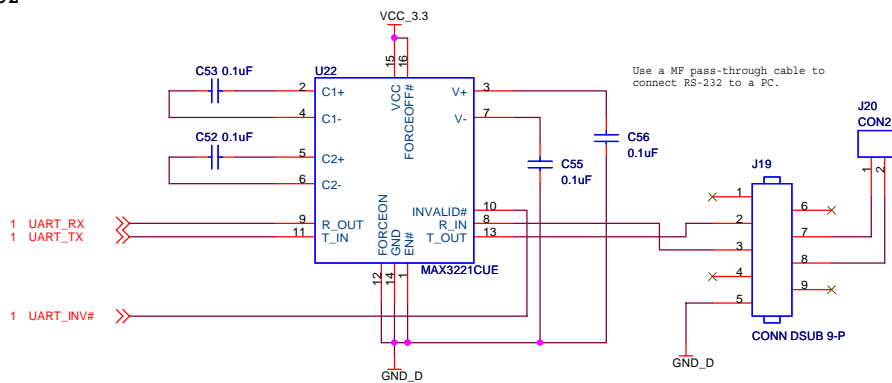 VCC_3.3
C53 0.1uF
U22
15
16
2
C1+
VCC
FORCEOFF#
V+
3
4
C1-
V-
7
C52 0.1uF
5
C2+
6
C2-
C56
0.1uF
C55
0.1uF
Use a MF pass-through cable to
connect RS-232 to a PC.
J20
CON2
1
2
J19
1
6
2
7
3
8
4
9
5
CONN DSUB 9-P
INVALID#
10
1 UART_RX
9
R_OUT
R_IN
8
1 UART_TX
11
T_IN
T_OUT
13
FORCEON
GND
EN#
MAX3221CUE
12
14
1
1 UART_INV#
GND_D
GND_D